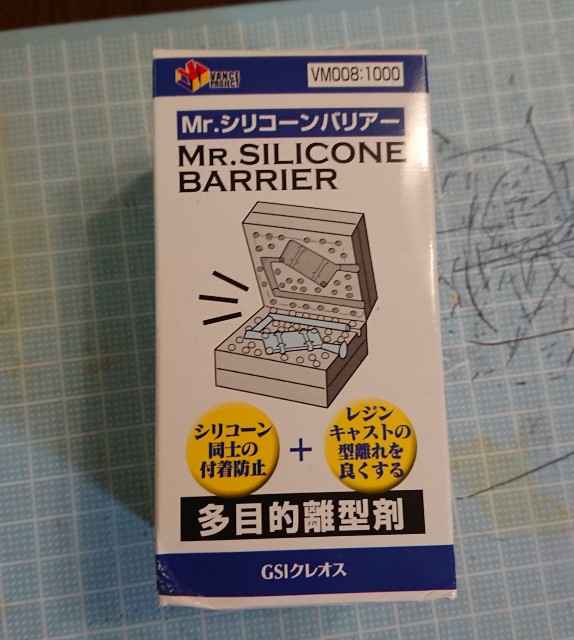 VANCE
PROJECT
VM008:1000
Mr.シリコーンバリアー
MR.SILICONE
BARRIER
シリコーン
同士の
付着防止
+
レジン
キャストの
型離れを
良くする
多目的離型剤
GSIクレオス